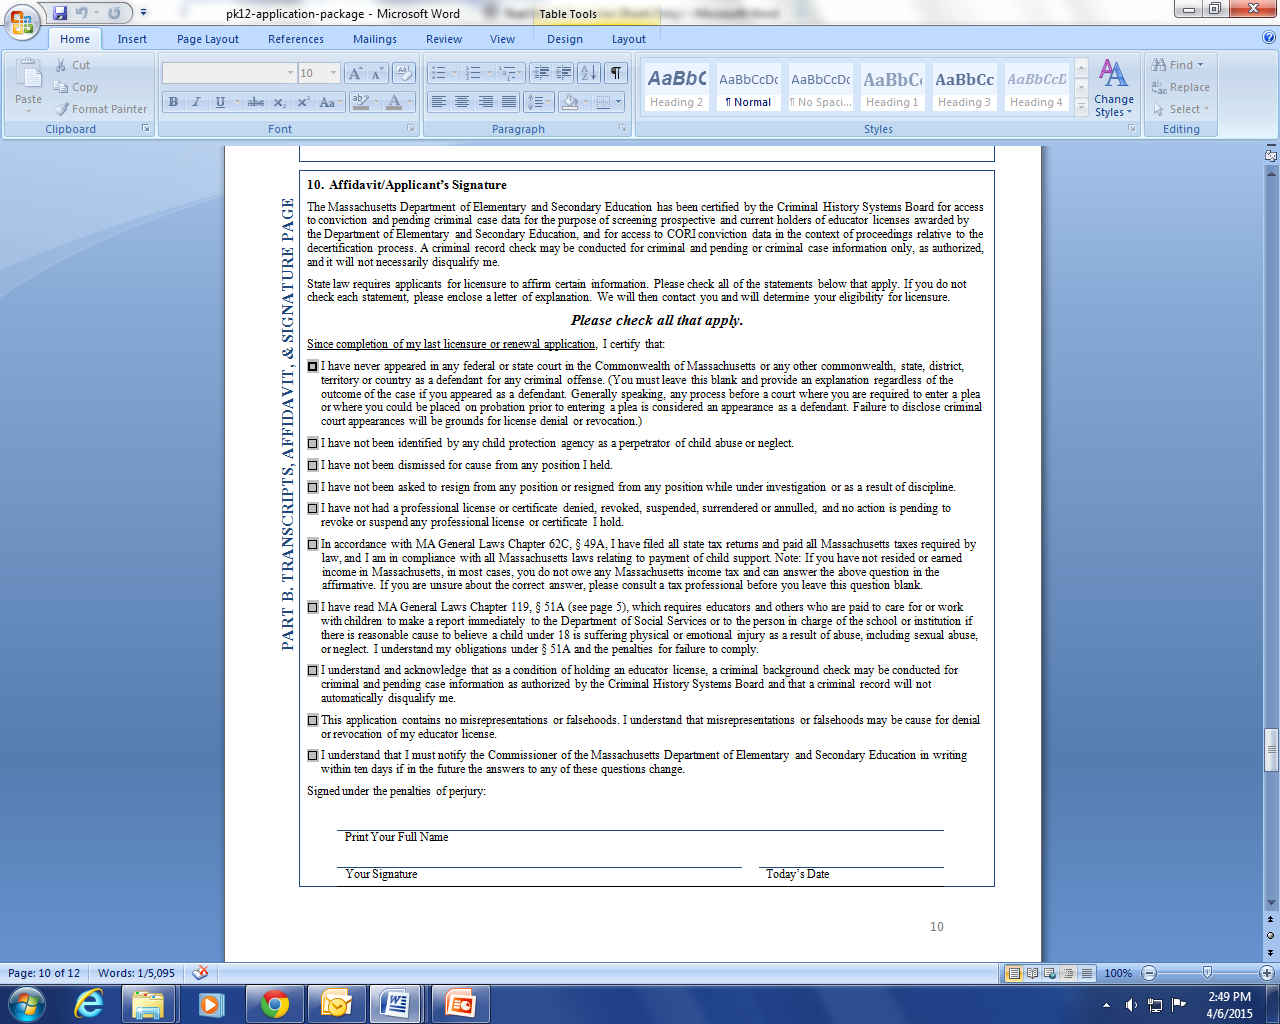 pk12-application-package - Microsoft Word
Table Tools
Home Insert Page Layout References Mailings Review View Design Layout
Paste
Cut
Copy
Format Painter
Clipboard
10
Font
Paragraph
AaBbC AaBbCcDc AaBbCcDc AaBbCc AaBbCc AaBbCcD
Heading 2 ¶ Normal ¶ No Spaci... Heading 1 Heading 3 Heading 4
Change
Styles
Styles
Find
Replace
Select
Editing
PART B. TRANSCRIPTS, AFFIDAVIT, & SIGNATURE PAGE
10. Affidavit/Applicant's Signature
The Massachusetts Department of Elementary and Secondary Education has been certified by the Criminal History Systems Board for access
to conviction and pending criminal case data for the purpose of screening prospective and current holders of educator licenses awarded by
the Department of Elementary and Secondary Education, and for access to CORI conviction data in the context of proceedings relative to the
decertification process. A criminal record check may be conducted for criminal and pending or criminal case information only, as authorized,
and it will not necessarily disqualify me.
State law requires applicants for licensure to affirm certain information. Please check all of the statements below that apply. If you do not
check each statement, please enclose a letter of explanation. We will then contact you and will determine your eligibility for licensure.
Please check all that apply.
Since completion of my last licensure or renewal application, I certify that:
I have never appeared in any federal or state court in the Commonwealth of Massachusetts or any other commonwealth, state, district,
territory or country as a defendant for any criminal offense. (You must leave this blank and provide an explanation regardless of the
outcome of the case if you appeared as a defendant. Generally speaking, any process before a court where you are required to enter a plea
or where you could be placed on probation prior to entering a plea is considered an appearance as a defendant. Failure to disclose criminal
court appearances will be grounds for license denial or revocation.)
I have not been identified by any child protection agency as a perpetrator of child abuse or neglect.
I have not been dismissed for cause from any position I held.
I have not been asked to resign from any position or resigned from any position while under investigation or as a result of discipline.
I have not had a professional license or certificate denied, revoked, suspended, surrendered or annulled, and no action is pending to
revoke or suspend any professional license or certificate I hold.
In accordance with MA General Laws Chapter 62C, § 49A, I have filed all state tax returns and paid all Massachusetts taxes required by
law, and I am in compliance with all Massachusetts laws relating to payment of child support. Note: If you have not resided or earned
income in Massachusetts, in most cases, you do not owe any Massachusetts income tax and can answer the above question in the
affirmative. If you are unsure about the correct answer, please consult a tax professional before you leave this question blank.
I have read MA General Laws Chapter 119, § 51A (see page 5), which requires educators and others who are paid to care for or work
with children to make a report immediately to the Department of Social Services or to the person in charge of the school or institution if
there is reasonable cause to believe a child under 18 is suffering physical or emotional injury as a result of abuse, including sexual abuse,
or neglect. I understand my obligations under § 51A and the penalties for failure to comply.
I understand and acknowledge that as a condition of holding an educator license, a criminal background check may be conducted for
criminal and pending case information as authorized by the Criminal History Systems Board and that a criminal record will not
automatically disqualify me.
This application contains no misrepresentations or falsehoods. I understand that misrepresentations or falsehoods may be cause for denial
or revocation of my educator license.
I understand that I must notify the Commissioner of the Massachusetts Department of Elementary and Secondary Education in writing
within ten days if in the future the answers to any of these questions change.
Signed under the penalties of perjury:
Print Your Full Name
Your Signature Today's Date
10
Page: 10 of 12 Words: 1/5,095 100%
2:49 PM
4/6/2015